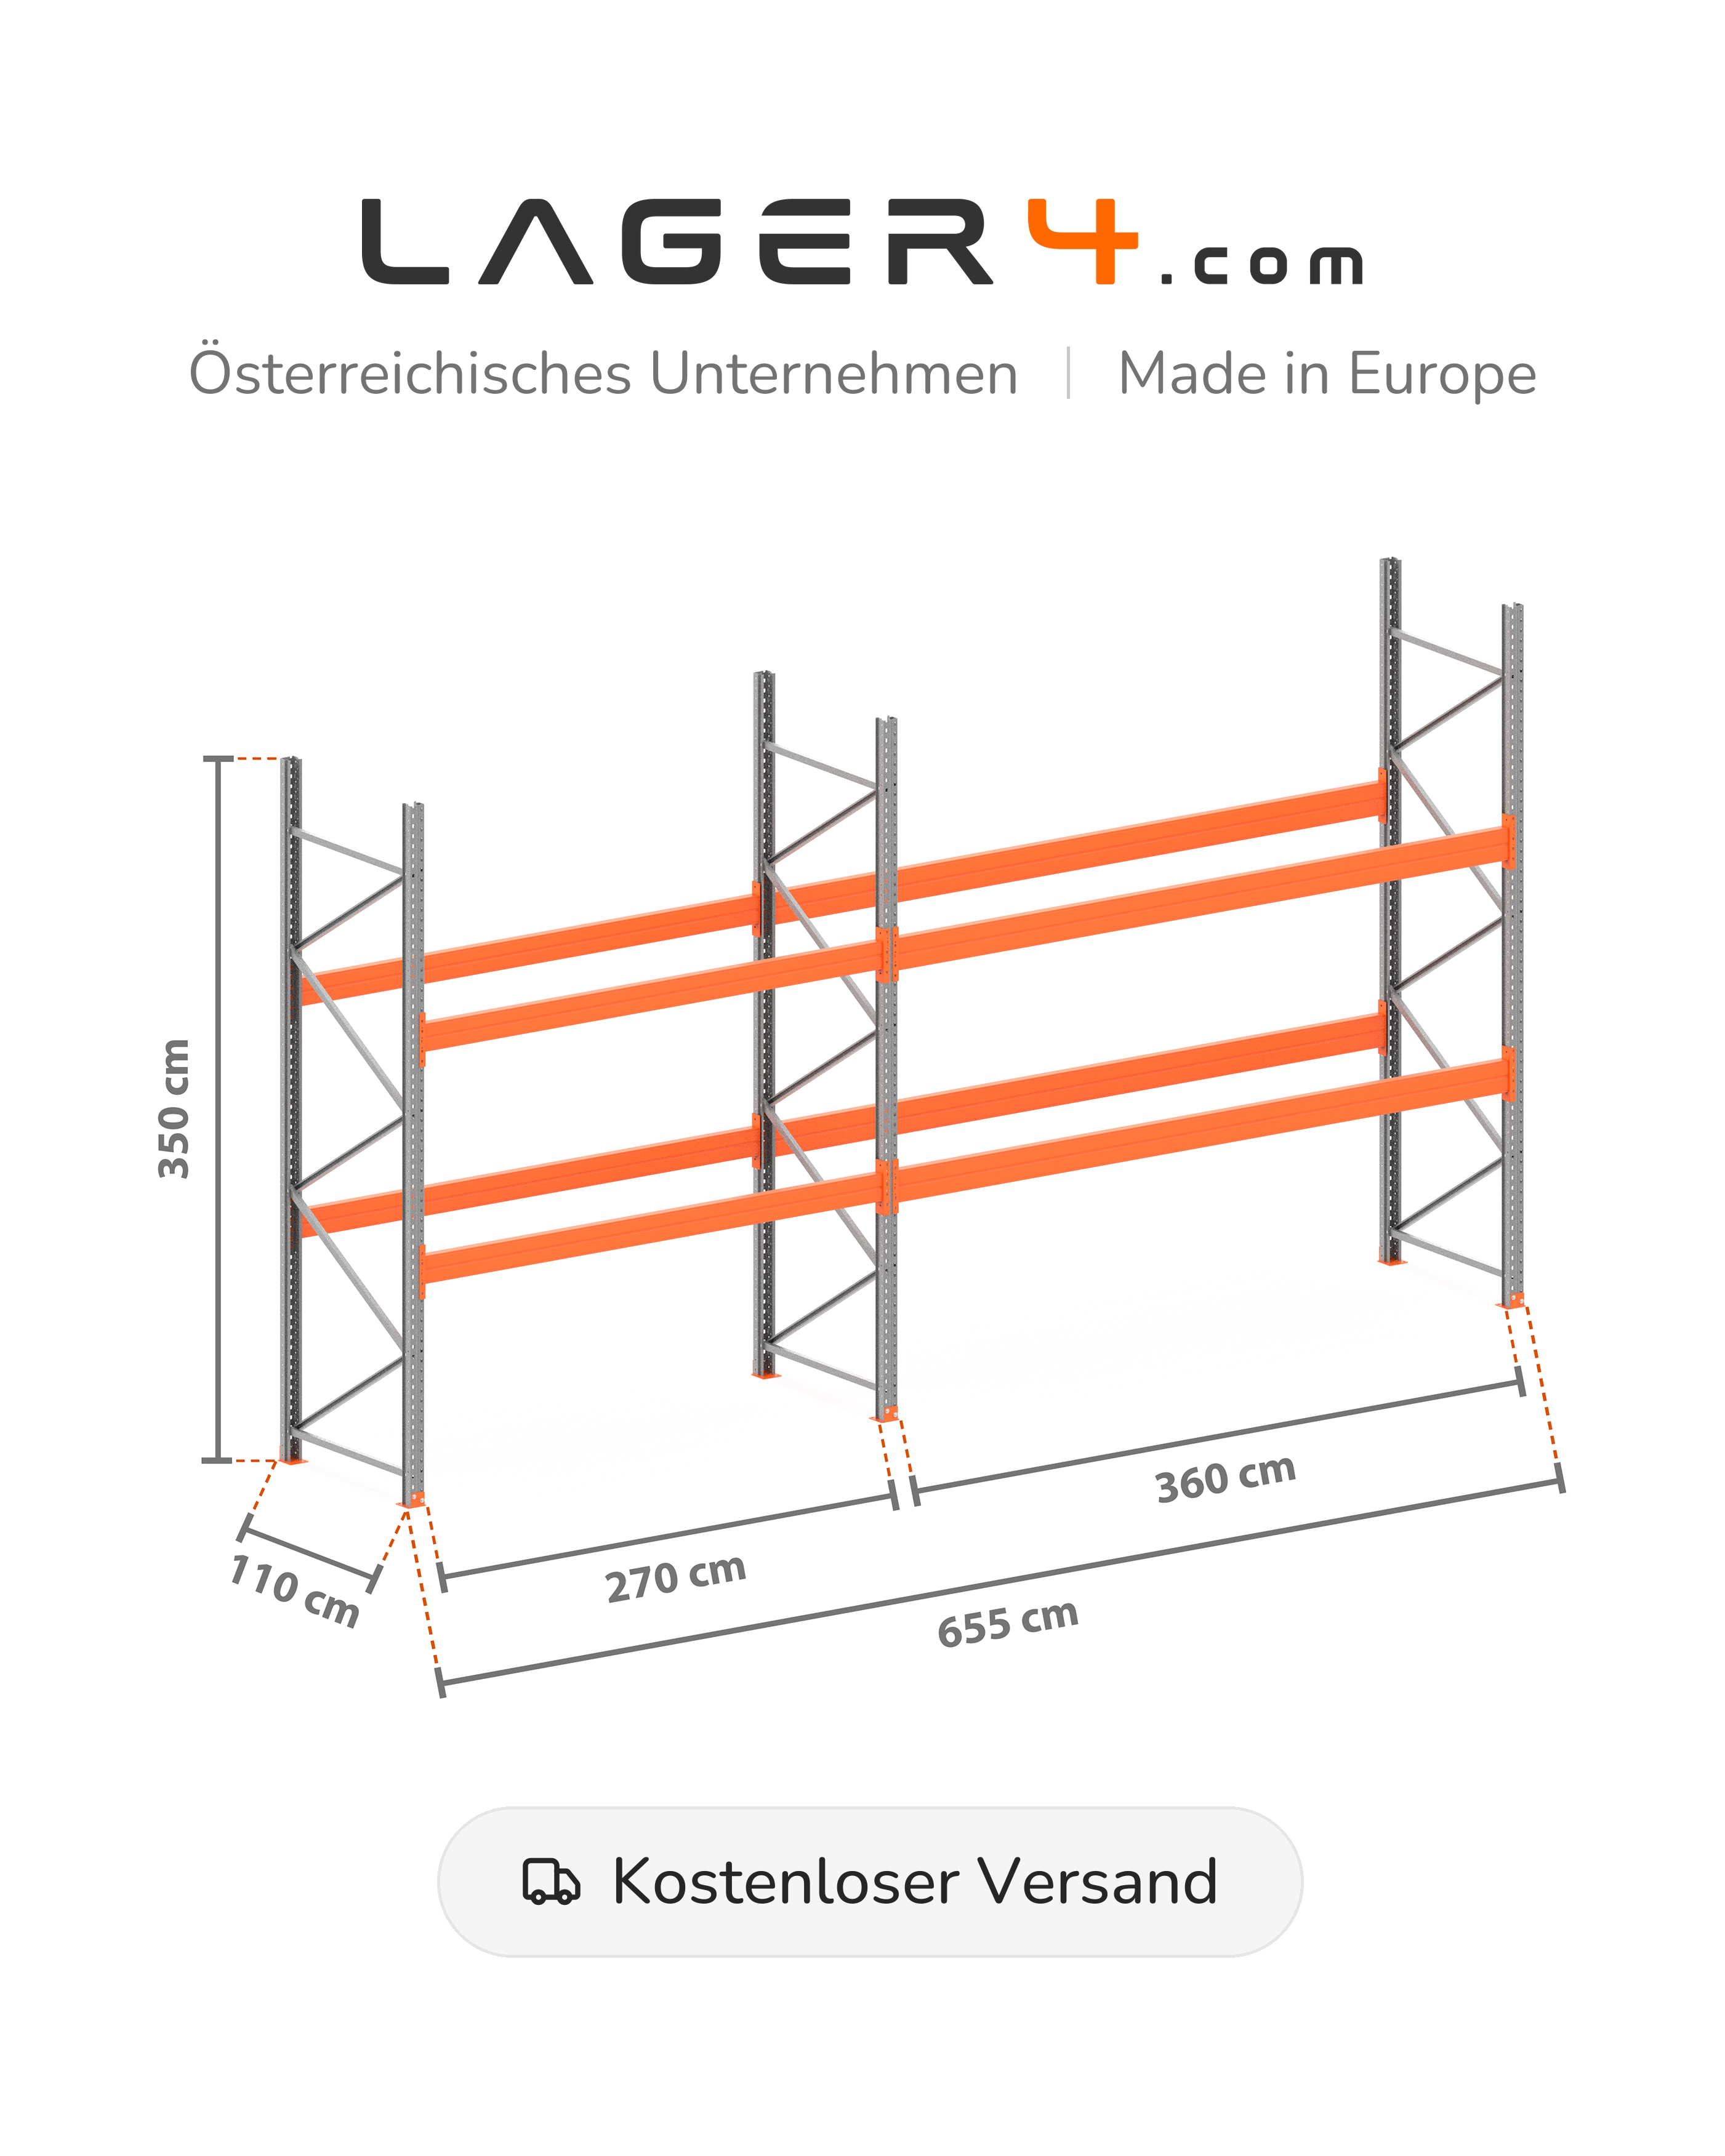 LAGER4.com
Österreichisches Unternehmen | Made in Europe
350 cm
110 cm
270 cm
360 cm
655 cm
Kostenloser Versand